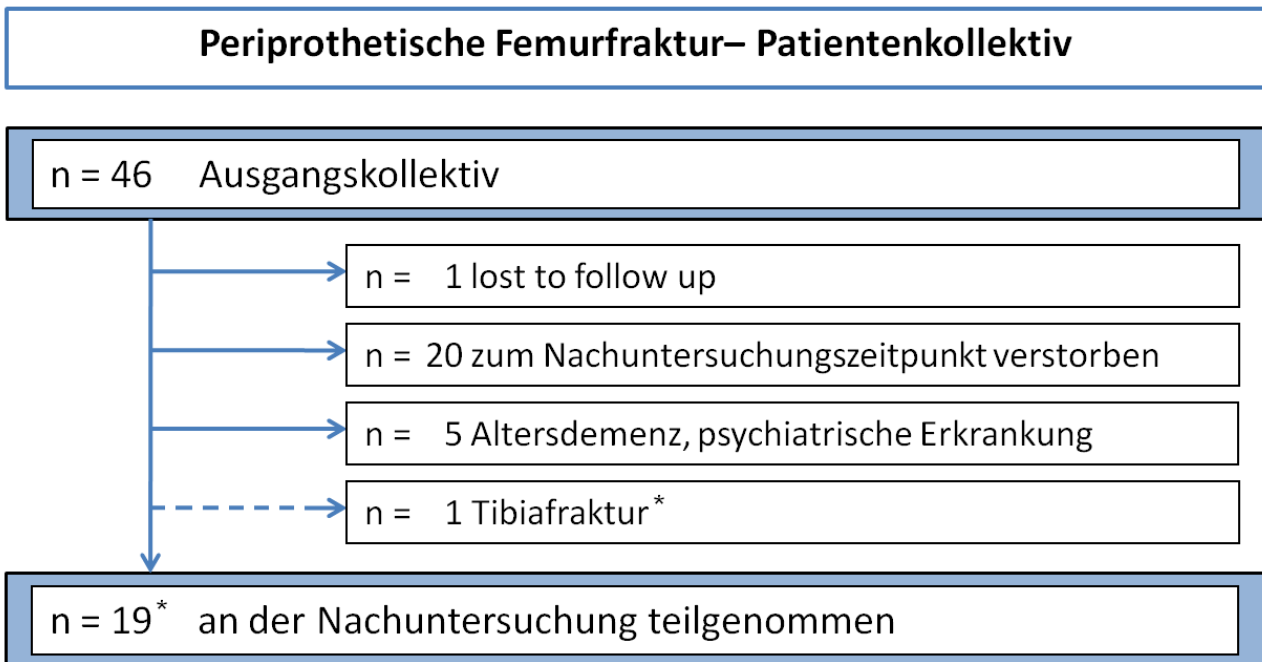 Periprothetische Femurfraktur– Patientenkollektiv
n = 46 Ausgangskollektiv
n = 1 lost to follow up
n = 20 zum Nachuntersuchungszeitpunkt verstorben
n = 5 Altersdemenz, psychiatrische Erkrankung
n = 1 Tibiafraktur*
n = 19* an der Nachuntersuchung teilgenommen